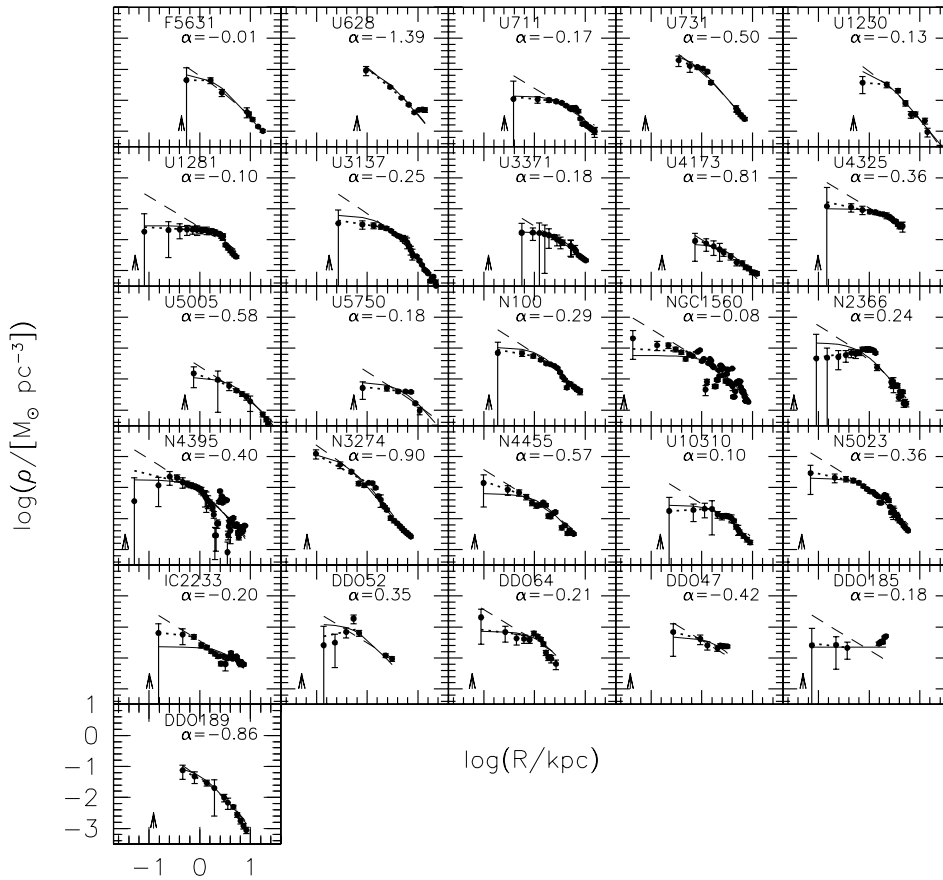 F5631 U628 U711 U731 U1230
α=−0.01 α=−1.39 α=−0.17 α=−0.50 α=−0.13
U1281 U3137 U3371 U4173 U4325
α=−0.10 α=−0.25 α=−0.18 α=−0.81 α=−0.36
U5005 U5750 N100 NGC1560 N2366
α=−0.58 α=−0.18 α=−0.29 α=−0.08 α=0.24
N4395 N3274 N4455 U10310 N5023
α=−0.40 α=−0.90 α=−0.57 α=0.10 α=−0.36
IC2233 DDO52 DDO64 DDO47 DDO185
α=−0.20 α=0.35 α=−0.21 α=−0.42 α=−0.18
DDO189
α=−0.86
log(ρ/[M⊙ pc⁻³])
log(R/kpc)
1
0
−1
−2
−3
−1 0 1